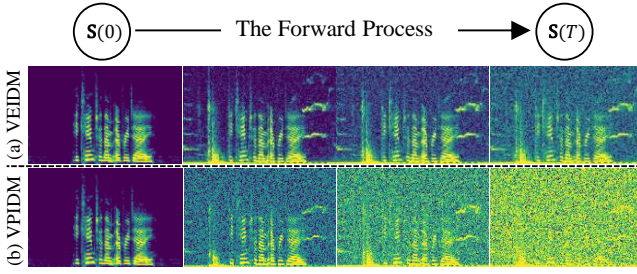 S(0)
The Forward Process
S(T)
(a) VEIDM
(b) VPIDM